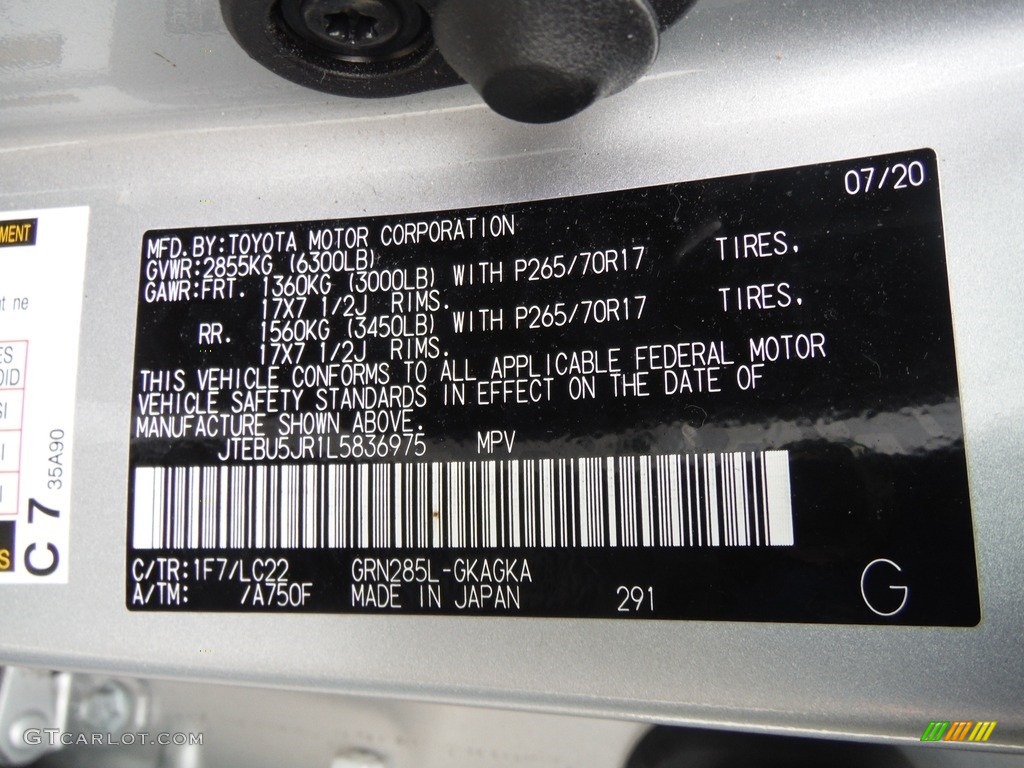 07/20
MFD. BY: TOYOTA MOTOR CORPORATION
GVWR: 2855KG (6300LB)
GAWR: FRT. 1360KG (3000LB) WITH P265/70R17 TIRES.
17X7 1/2J RIMS.
RR. 1560KG (3450LB) WITH P265/70R17 TIRES.
17X7 1/2J RIMS.
THIS VEHICLE CONFORMS TO ALL APPLICABLE FEDERAL MOTOR
VEHICLE SAFETY STANDARDS IN EFFECT ON THE DATE OF
MANUFACTURE SHOWN ABOVE.
JTEBU5JR1L5836975 MPV
C/TR: 1F7/LC22 GRN285L-GKAGKA
A/TM: /A750F MADE IN JAPAN 291
G
C 7
35A90
ne
GTCARLOT.COM